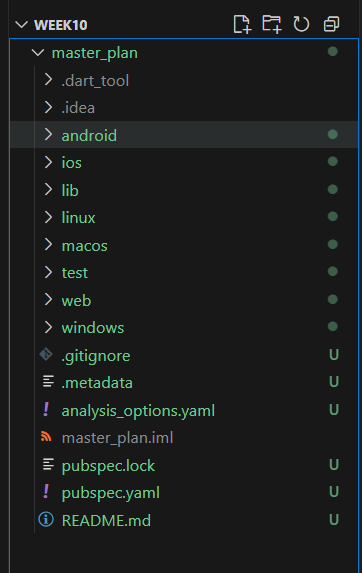 WEEK10
master_plan
.dart_tool
.idea
android
ios
lib
linux
macos
test
web
windows
.gitignore U
.metadata U
! analysis_options.yaml U
master_plan.iml
pubspec.lock U
! pubspec.yaml U
README.md U